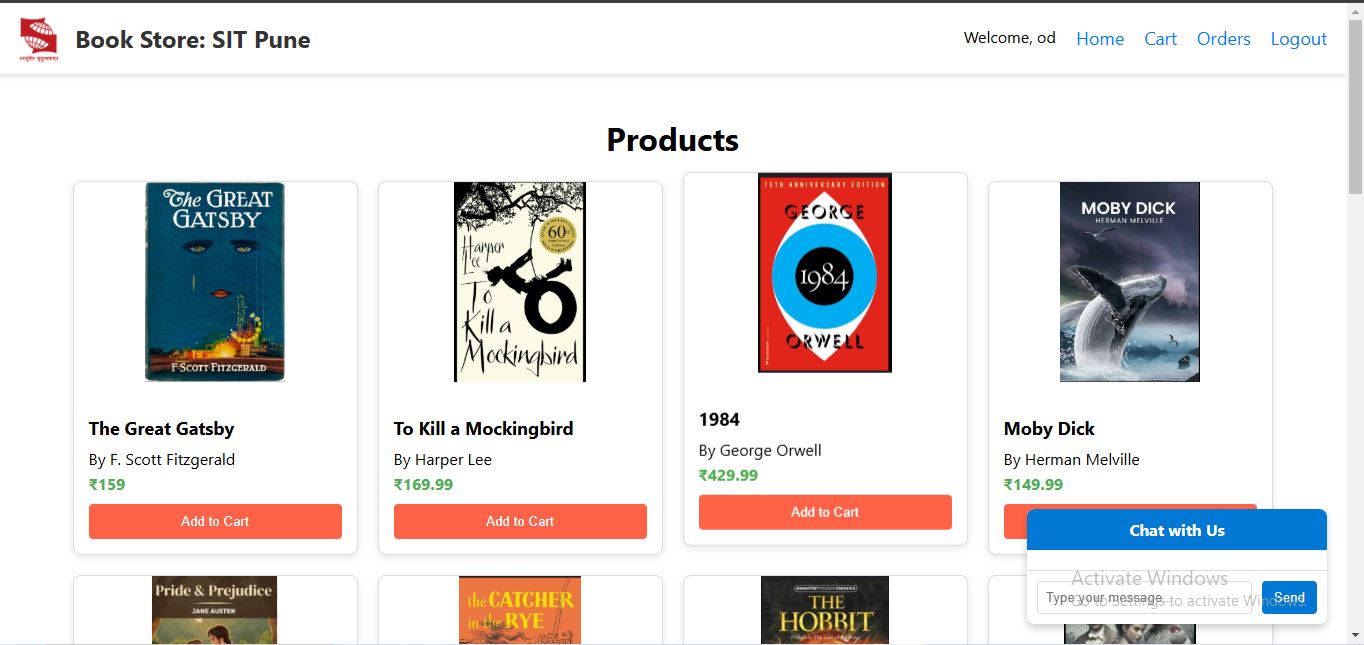 Book Store: SIT Pune
Welcome, od
Home
Cart
Orders
Logout
Products
The GREAT
GATSBY
F·SCOTT·FITZGERALD
The Great Gatsby
By F. Scott Fitzgerald
₹159
Add to Cart
60th
Harper
Lee
To
Kill a
Mockingbird
To Kill a Mockingbird
By Harper Lee
₹169.99
Add to Cart
75TH ANNIVERSARY EDITION
GEORGE
1984
ORWELL
1984
By George Orwell
₹429.99
Add to Cart
MOBY DICK
HERMAN MELVILLE
Moby Dick
By Herman Melville
₹149.99
Pride & Prejudice
JANE AUSTEN
the CATCHER
in the RYE
essentialmodernclassics
THE
HOBBIT
Chat with Us
Type your message...
Send
Activate Windows
Go to Settings to activate Windows.